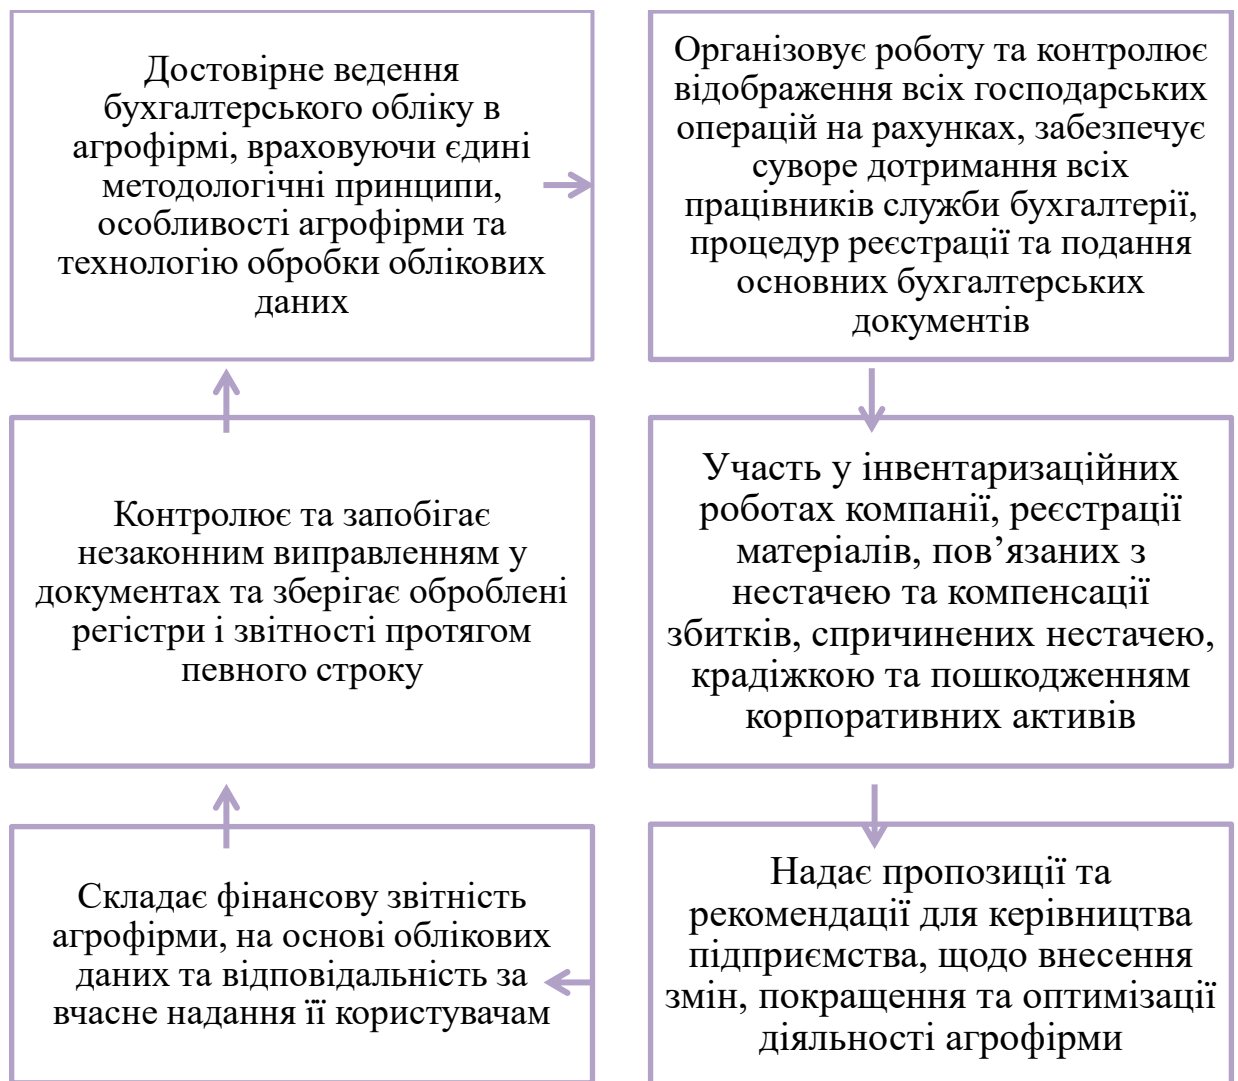 Достовірне ведення
бухгалтерського обліку в
агрофірмі, враховуючи єдині
методологічні принципи,
особливості агрофірми та
технологію обробки облікових
даних
Організовує роботу та контролює
відображення всіх господарських
операцій на рахунках, забезпечує
суворе дотримання всіх
працівників служби бухгалтерії,
процедур реєстрації та подання
основних бухгалтерських
документів
Участь у інвентаризаційних
роботах компанії, реєстрації
матеріалів, пов’язаних з
нестачею та компенсації
збитків, спричинених нестачею,
крадіжкою та пошкодженням
корпоративних активів
Надає пропозиції та
рекомендації для керівництва
підприємства, щодо внесення
змін, покращення та оптимізації
діяльності агрофірми
Складає фінансову звітність
агрофірми, на основі облікових
даних та відповідальність за
вчасне надання її користувачам
Контролює та запобігає
незаконним виправленням у
документах та зберігає оброблені
регістри і звітності протягом
певного строку